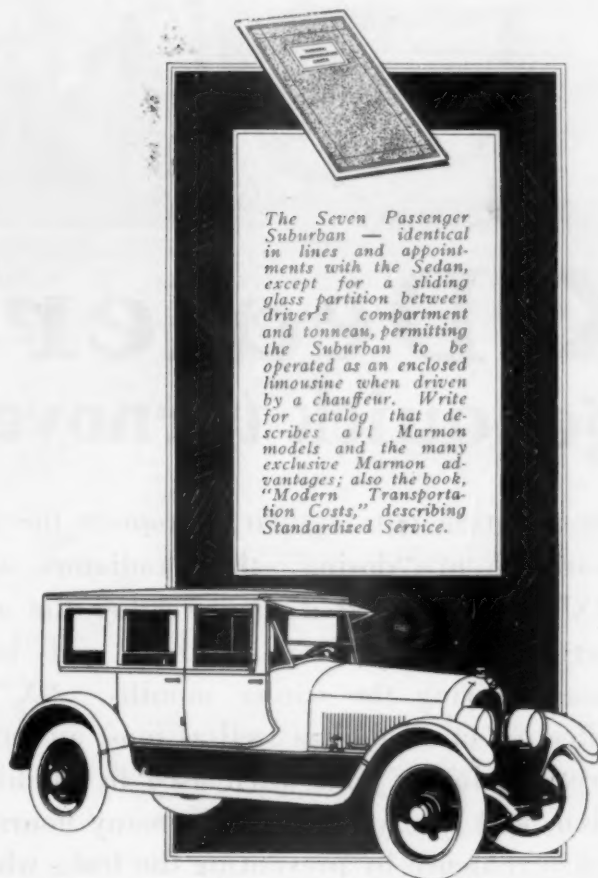 The Seven Passenger
Suburban — identical
in lines and appoint-
ments with the Sedan,
except for a sliding
glass partition between
driver's compartment
and tonneau, permitting
the Suburban to be
operated as an enclosed
limousine when driven
by a chauffeur. Write
for catalog that de-
scribes all Marmon
models and the many
exclusive Marmon ad-
vantages; also the book,
"Modern Transporta-
tion Costs," describing
Standardized Service.